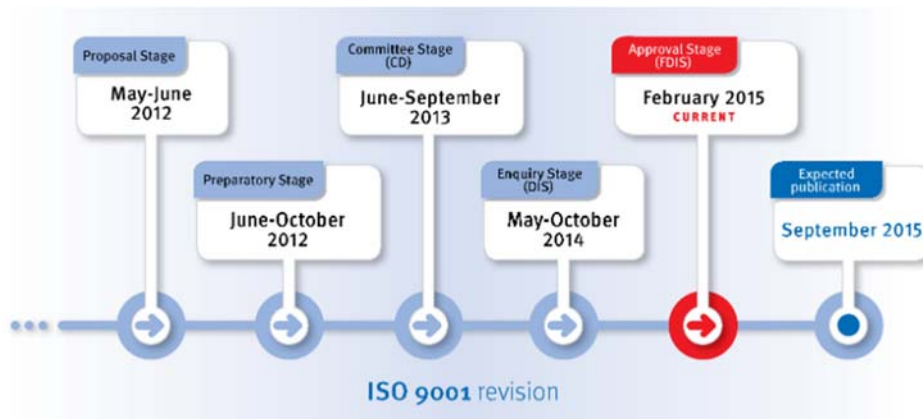 Proposal Stage
May-June
2012
Preparatory Stage
June-October
2012
Committee Stage
(CD)
June-September
2013
Enquiry Stage
(DIS)
May-October
2014
Approval Stage
(FDIS)
February 2015
CURRENT
Expected
publication
September 2015
ISO 9001 revision